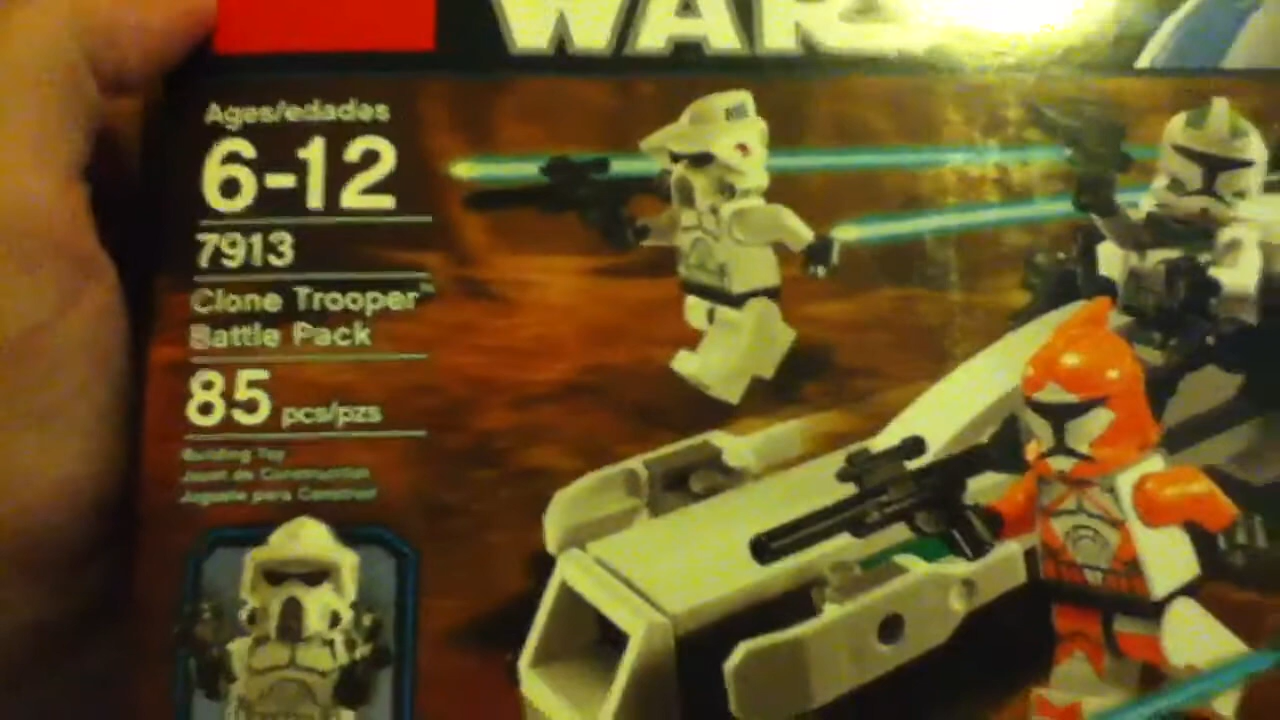 WAR
Ages/edades
6-12
7913
Clone Trooper™
Battle Pack
85 pcs/pzs
Building Toy
Jouet de Construction
Juguete para Construir